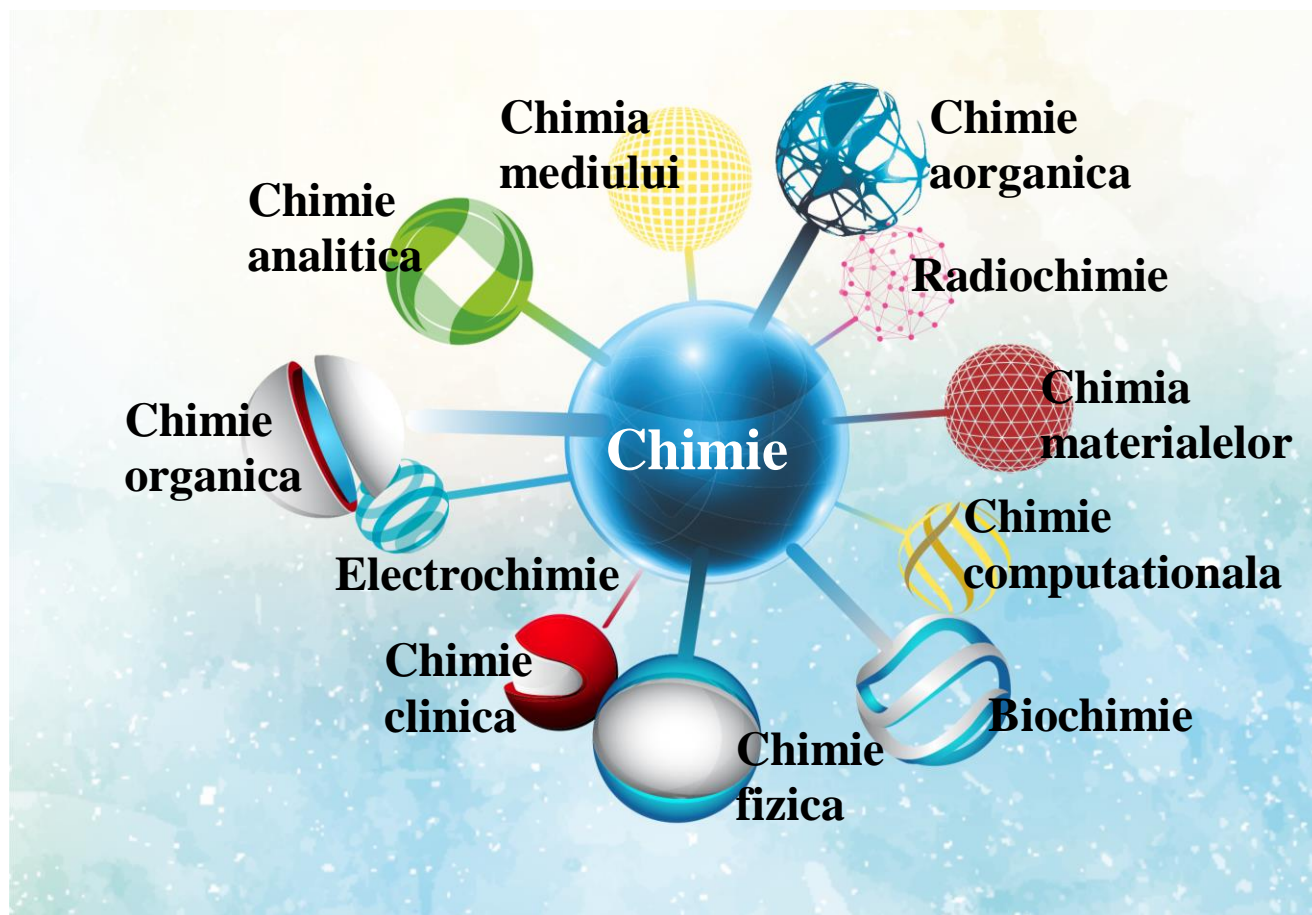 Chimia
mediului
Chimie
aorganica
Chimie
analitica
Radiochimie
Chimia
materialelor
Chimie
organica
Chimie
Chimie
computationala
Electrochimie
Chimie
clinica
Biochimie
Chimie
fizica